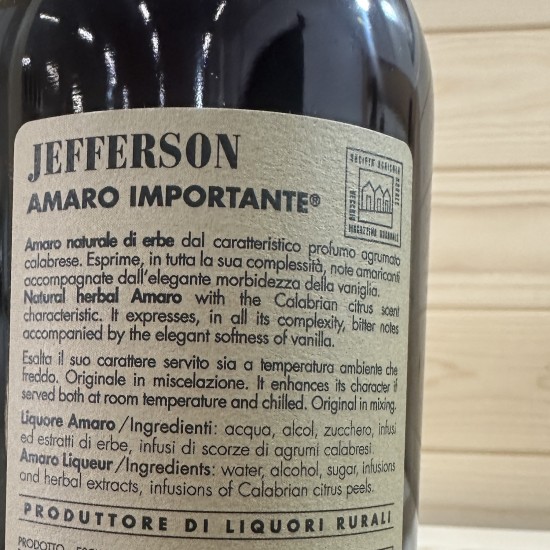 JEFFERSON
AMARO IMPORTANTE®
Amaro naturale di erbe dal caratteristico profumo agrumato
calabrese. Esprime, in tutta la sua complessità, note amaricanti
accompagnate dall'elegante morbidezza della vaniglia.
Natural herbal Amaro with the Calabrian citrus scent
characteristic. It expresses, in all its complexity, bitter notes
accompanied by the elegant softness of vanilla.
Esalta il suo carattere servito sia a temperatura ambiente che
freddo. Originale in miscelazione. It enhances its character if
served both at room temperature and chilled. Original in mixing.
Liquore Amaro /Ingredienti: acqua, alcol, zucchero, infusi
ed estratti di erbe, infusi di scorze di agrumi calabresi.
Amaro Liqueur /Ingredients: water, alcohol, sugar, infusions
and herbal extracts, infusions of Calabrian citrus peels.
PRODUTTORE DI LIQUORI RURALI
PRODOTTO